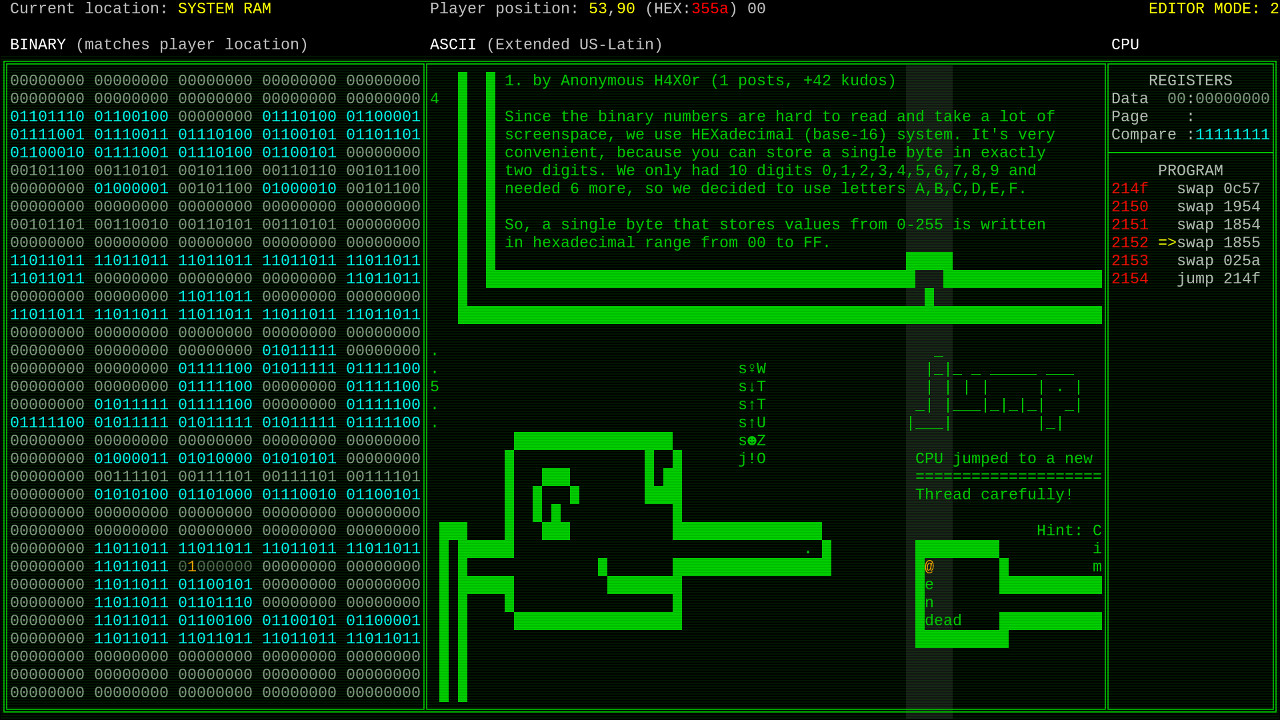 Current location: SYSTEM RAM
Player position: 53,90 (HEX:355a) 00
EDITOR MODE: 2
BINARY (matches player location)
00000000 00000000 00000000 00000000 00000000
00000000 00000000 00000000 00000000 00000000
01101110 01100100 00000000 01110100 01100001
01111001 01110011 01110100 01100101 01101101
01100010 01111001 01110100 01100101 00000000
00101100 00110101 00101100 00110110 00101100
00000000 01000001 00101100 01000010 00101100
00000000 00000000 00000000 00000000 00000000
00101101 00110010 00110101 00110101 00000000
00000000 00000000 00000000 00000000 00000000
11011011 11011011 11011011 11011011 11011011
11011011 00000000 00000000 00000000 11011011
00000000 00000000 11011011 00000000 00000000
11011011 11011011 11011011 11011011 11011011
00000000 00000000 00000000 00000000 00000000
00000000 00000000 00000000 01011111 00000000
00000000 00000000 01111100 01011111 01111100
00000000 00000000 01111100 00000000 01111100
00000000 01011111 01111100 00000000 01111100
01111100 01011111 01011111 01011111 01111100
00000000 00000000 00000000 00000000 00000000
00000000 01000011 01010000 01010101 00000000
00000000 00111101 00111101 00111101 00111101
00000000 01010100 01101000 01110010 01100101
00000000 00000000 00000000 00000000 00000000
00000000 00000000 00000000 00000000 00000000
00000000 11011011 11011011 11011011 11011011
00000000 11011011 01000000 00000000 00000000
00000000 11011011 01100101 00000000 00000000
00000000 11011011 01101110 00000000 00000000
00000000 11011011 01100100 01100101 01100001
00000000 11011011 11011011 11011011 11011011
00000000 00000000 00000000 00000000 00000000
00000000 00000000 00000000 00000000 00000000
00000000 00000000 00000000 00000000 00000000
ASCII (Extended US-Latin)
1. by Anonymous H4X0r (1 posts, +42 kudos)
4
Since the binary numbers are hard to read and take a lot of
screenspace, we use HEXadecimal (base-16) system. It's very
convenient, because you can store a single byte in exactly
two digits. We only had 10 digits 0,1,2,3,4,5,6,7,8,9 and
needed 6 more, so we decided to use letters A,B,C,D,E,F.
So, a single byte that stores values from 0-255 is written
in hexadecimal range from 00 to FF.
.
.
5
.
.
s♀W
s↓T
s↑T
s↑U
s☻Z
j!O
CPU jumped to a new
====================
Thread carefully!
Hint: C
i
m
.
@
e
n
dead
CPU
REGISTERS
Data 00:00000000
Page :
Compare :11111111
PROGRAM
214f swap 0c57
2150 swap 1954
2151 swap 1854
2152 =>swap 1855
2153 swap 025a
2154 jump 214f